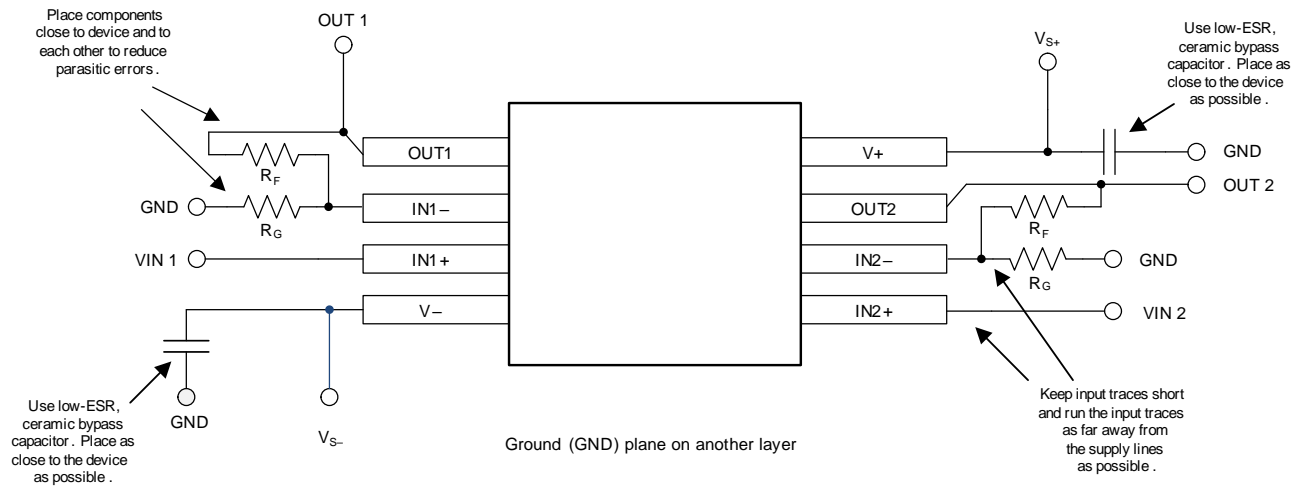 Place components
close to device and to
each other to reduce
parasitic errors .
OUT 1
VS+
Use low-ESR,
ceramic bypass
capacitor . Place as
close to the device
as possible .
OUT1
V+
GND
RF
OUT2
OUT 2
GND
IN1–
RG
RF
VIN 1
IN1+
IN2–
GND
RG
V–
IN2+
VIN 2
GND
VS–
Use low-ESR,
ceramic bypass
capacitor . Place as
close to the device
as possible .
Keep input traces short
and run the input traces
as far away from
the supply lines
as possible .
Ground (GND) plane on another layer